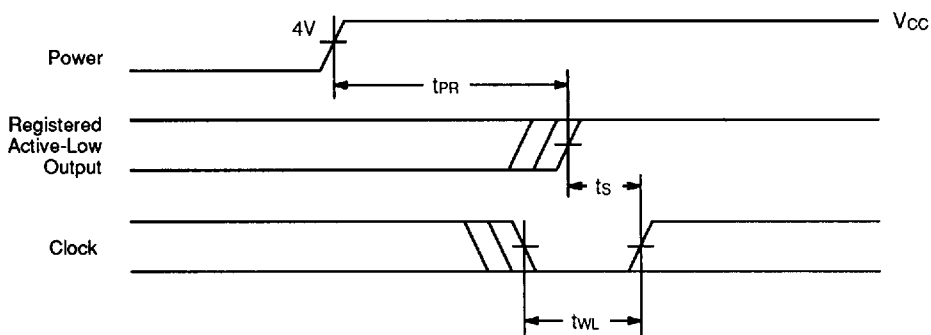 4V
VCC
Power
tPR
Registered
Active-Low
Output
tS
Clock
tWL